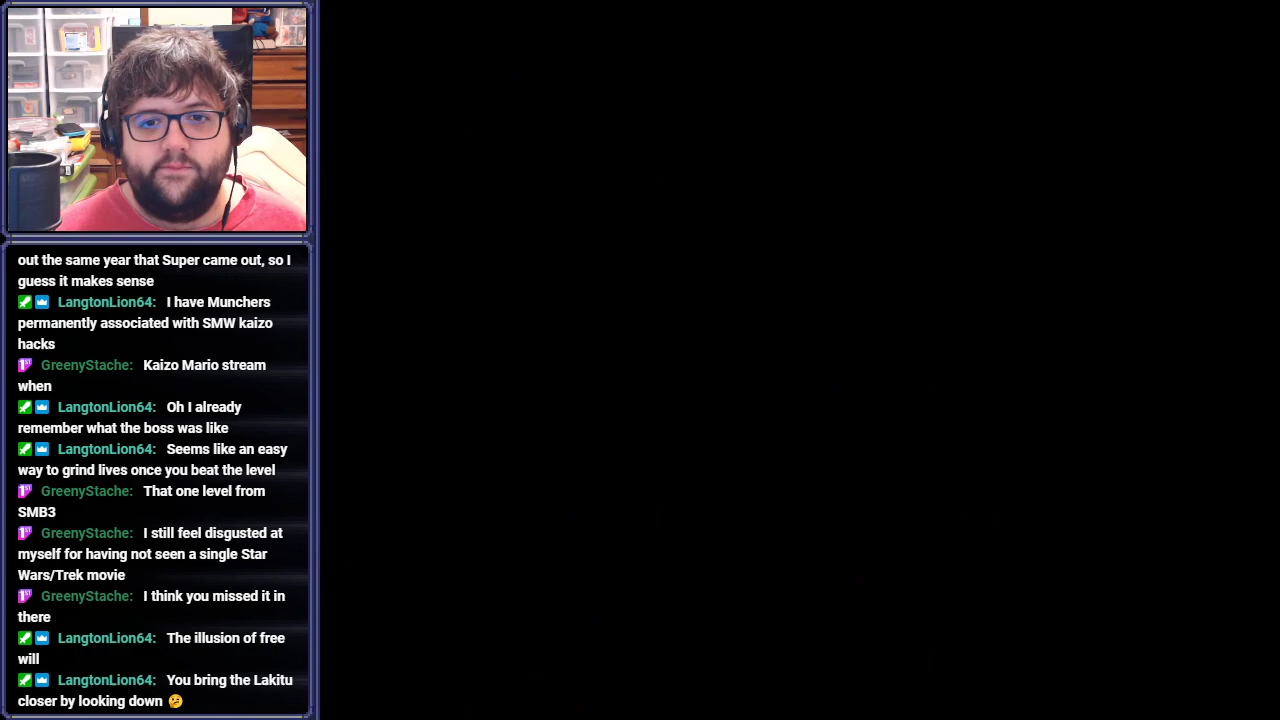 out the same year that Super came out, so I
guess it makes sense
LangtonLion64: I have Munchers
permanently associated with SMW kaizo
hacks
1ST GreenyStache: Kaizo Mario stream
when
LangtonLion64: Oh I already
remember what the boss was like
LangtonLion64: Seems like an easy
way to grind lives once you beat the level
1ST GreenyStache: That one level from
SMB3
1ST GreenyStache: I still feel disgusted at
myself for having not seen a single Star
Wars/Trek movie
1ST GreenyStache: I think you missed it in
there
LangtonLion64: The illusion of free
will
LangtonLion64: You bring the Lakitu
closer by looking down 🤔